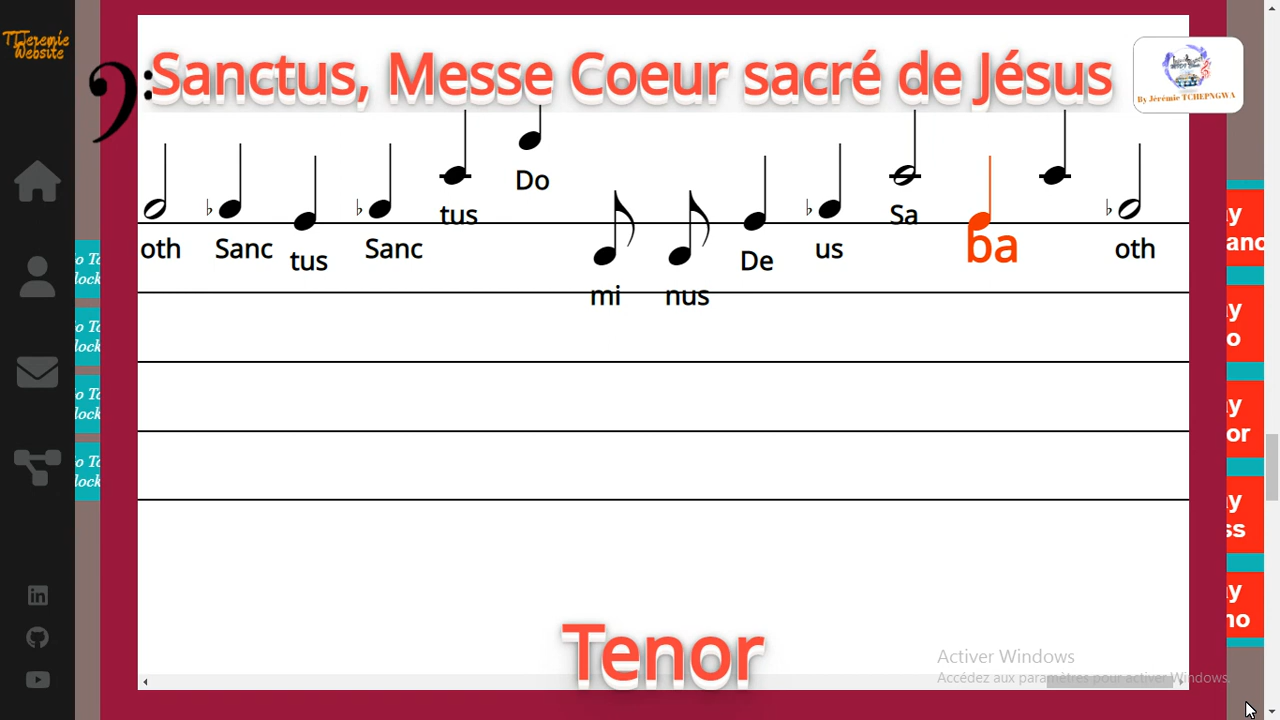 TTJeremie
Website
Sanctus, Messe Coeur sacré de Jésus
By Jérémie TCHEPNGWA
Do
tus
Sa
oth Sanc tus Sanc De us ba oth
mi nus
Tenor
Activer Windows
Accédez aux paramètres pour activer Windows.